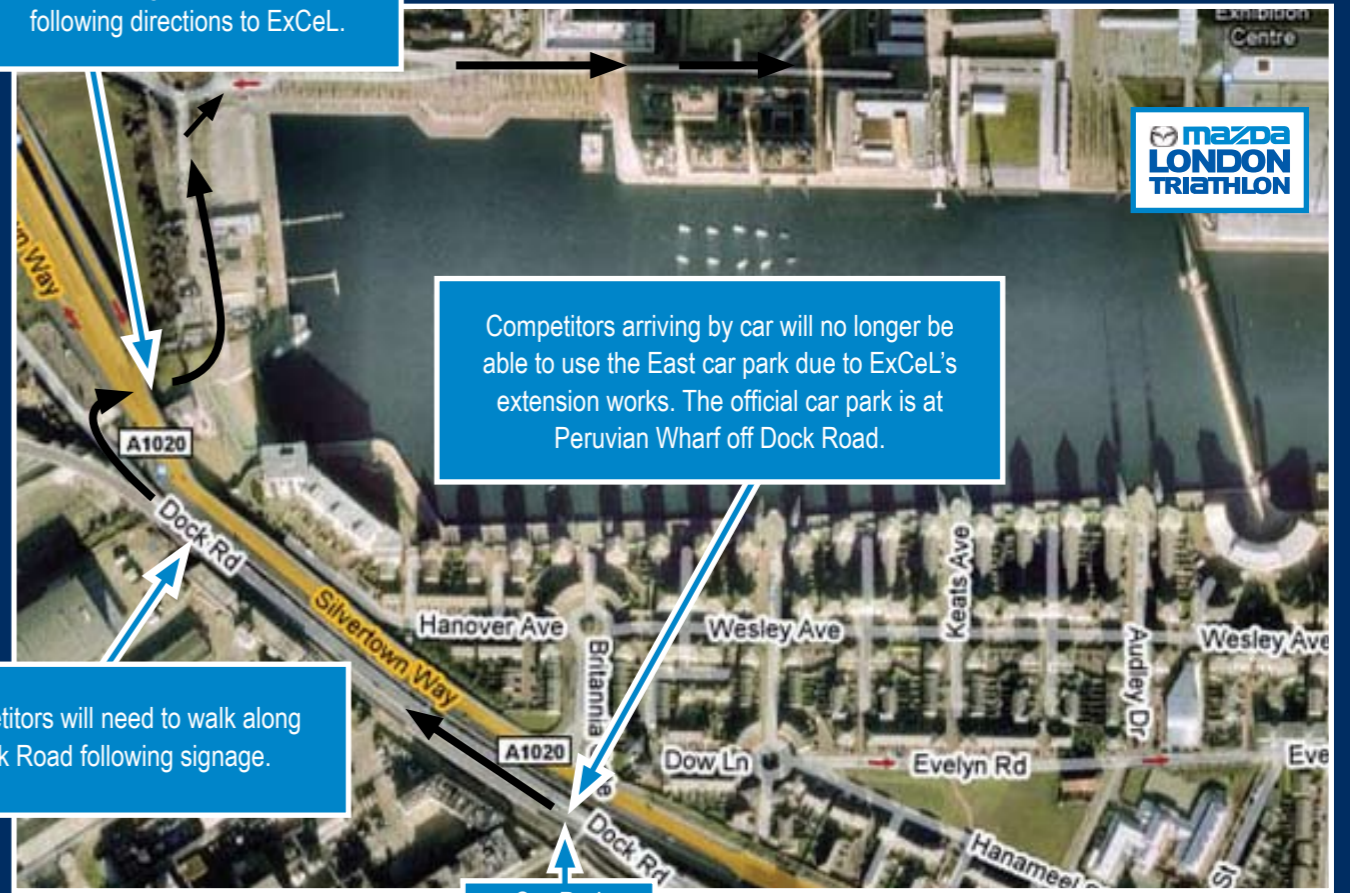 following directions to ExCeL.
Exhibition
Centre
mazda
LONDON
TRIATHLON
Way
Competitors arriving by car will no longer be
able to use the East car park due to ExCeL's
extension works. The official car park is at
Peruvian Wharf off Dock Road.
A1020
Dock Rd
Silvertown Way
Hanover Ave
Britannia
Wesley Ave
Keats Ave
Audley Dr
Wesley Ave
will need to walk along
Road following signage.
A1020
Dow Ln
Evelyn Rd
Eve
Dock Rd
Hanameel